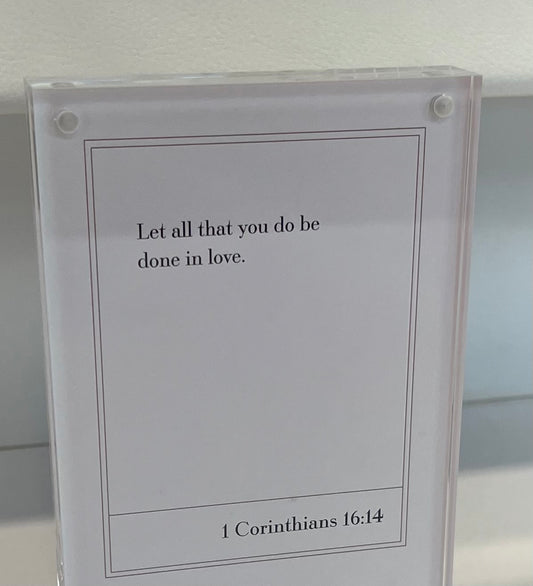 Let all that you do be
done in love.
1 Corinthians 16:14